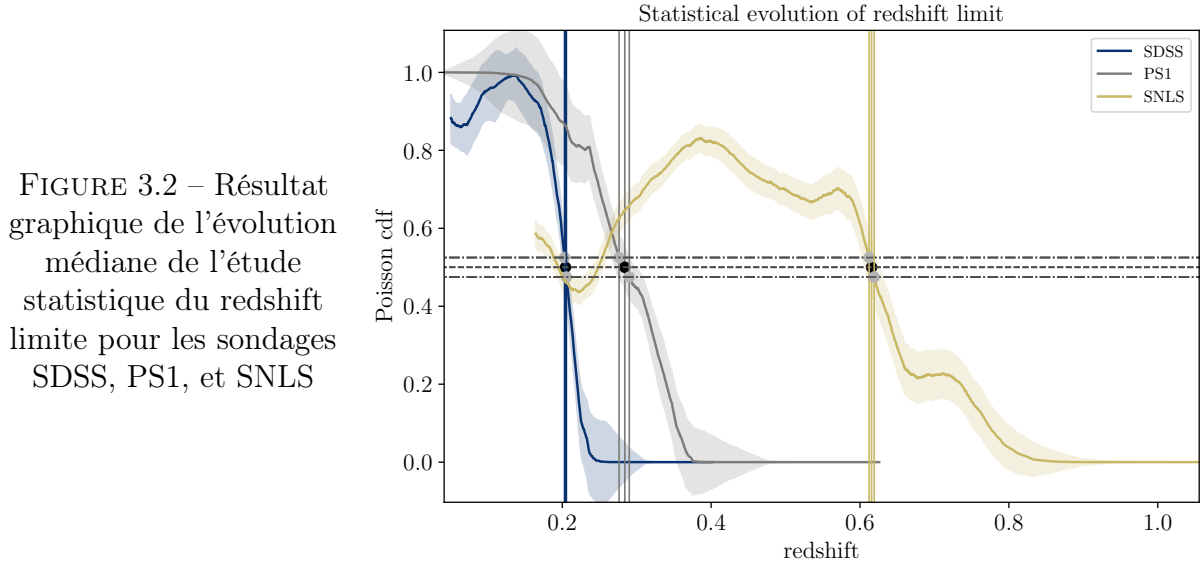 FIGURE 3.2 – Résultat
graphique de l'évolution
médiane de l'étude
statistique du redshift
limite pour les sondages
SDSS, PS1, et SNLS
Statistical evolution of redshift limit
SDSS
PS1
SNLS
Poisson cdf
1.0
0.8
0.6
0.4
0.2
0.0
0.2
0.4
0.6
0.8
1.0
redshift